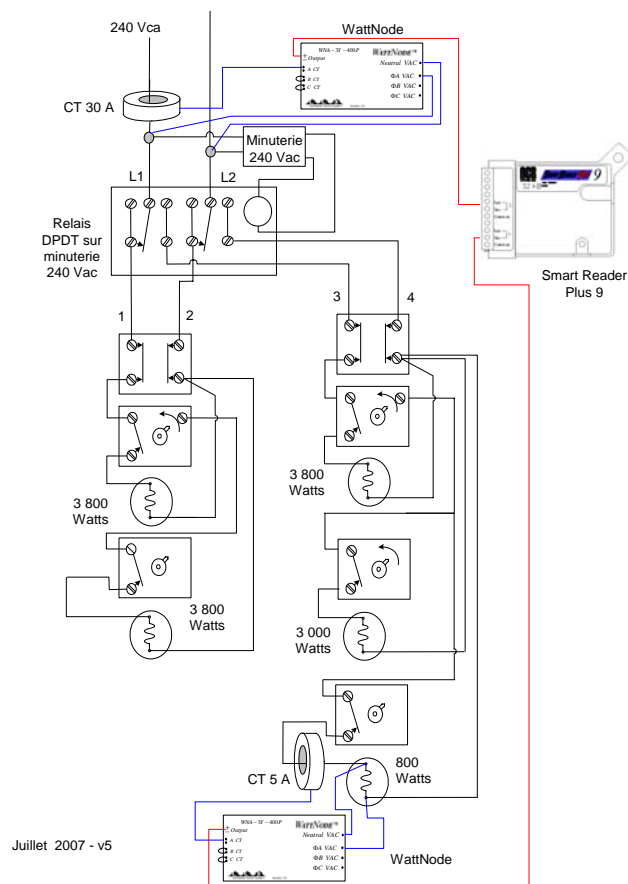 240 Vca
WattNode
WNA - 3Y - 400P
WATTNODE
± Output
Neutral VAC
A CT
B CT
C CT
ΦA VAC
ΦB VAC
ΦC VAC
CT 30 A
Minuterie
240 Vac
L1
L2
Relais
DPDT sur
minuterie
240 Vac
9
Smart Reader
Plus 9
1
2
3
4
3 800
Watts
3 800
Watts
3 800
Watts
3 000
Watts
CT 5 A
800
Watts
WNA - 3Y - 400P
WATTNODE
± Output
Neutral VAC
A CT
B CT
C CT
ΦA VAC
ΦB VAC
ΦC VAC
WattNode
Juillet 2007 - v5